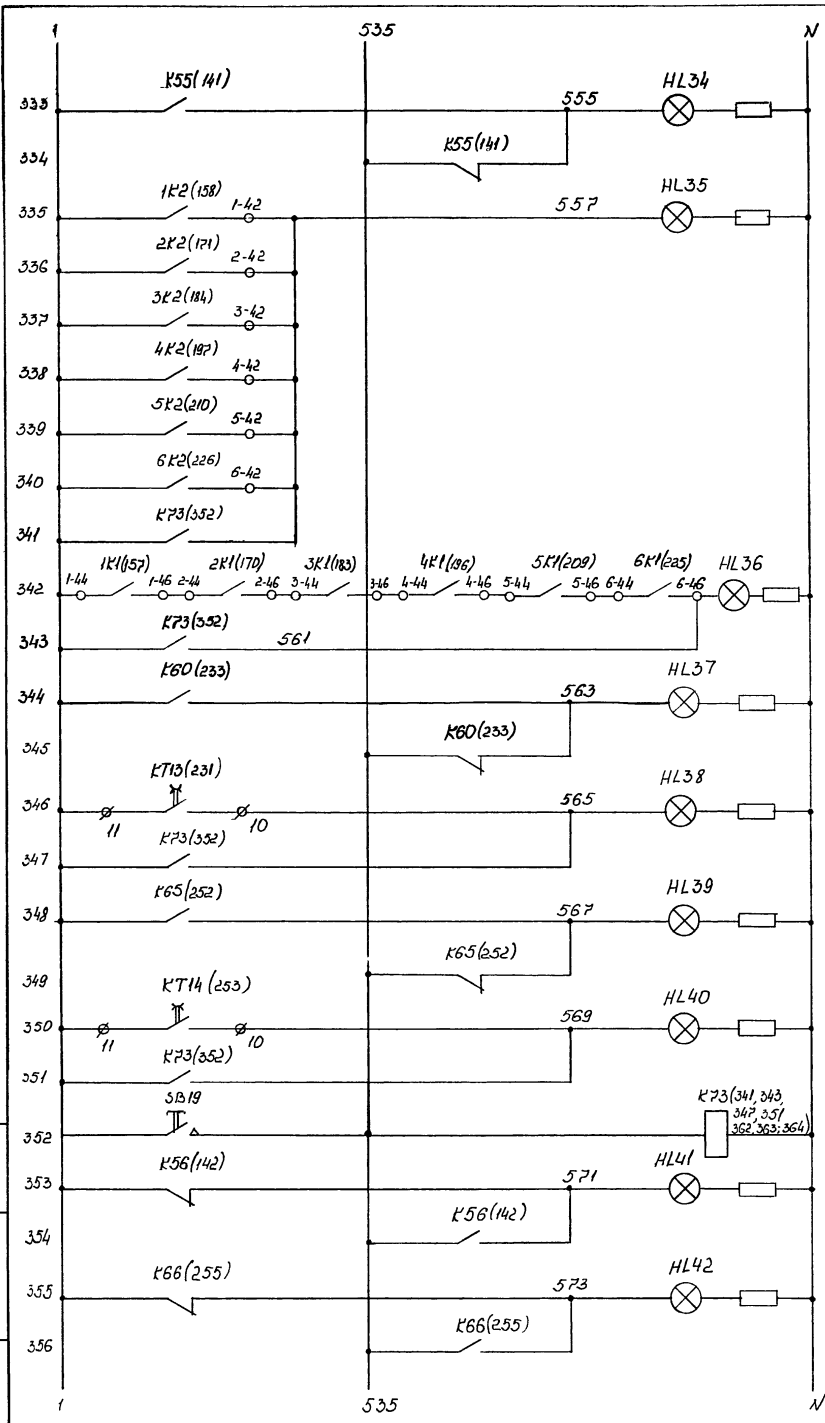 1 535 N
K55(141) HL34
333 555
K55(141)
334
1K2(158) HL35
335 1-42 557
2K2(171)
336 2-42
3K2(184)
337 3-42
4K2(197)
338 4-42
5K2(210)
339 5-42
6K2(226)
340 6-42
K73(352)
341
1K1(157) 2K1(170) 3K1(183) 4K1(196) 5K1(209) 6K1(225) HL36
342 1-44 1-46 2-44 2-46 3-44 3-46 4-44 4-46 5-44 5-46 6-44 6-46
K73(352)
343 561
K60(233) HL37
344 563
K60(233)
345
KT13(231) HL38
346 565
11 10
K73(352)
347
K65(252) HL39
348 567
K65(252)
349
KT14(253) HL40
350 569
11 10
K73(352)
351
SB19 K73(341, 343,
347, 351
362, 363; 364)
352
K56(142) HL41
353 571
K56(142)
354
K66(255) HL42
355 573
K66(255)
356
1 535 N